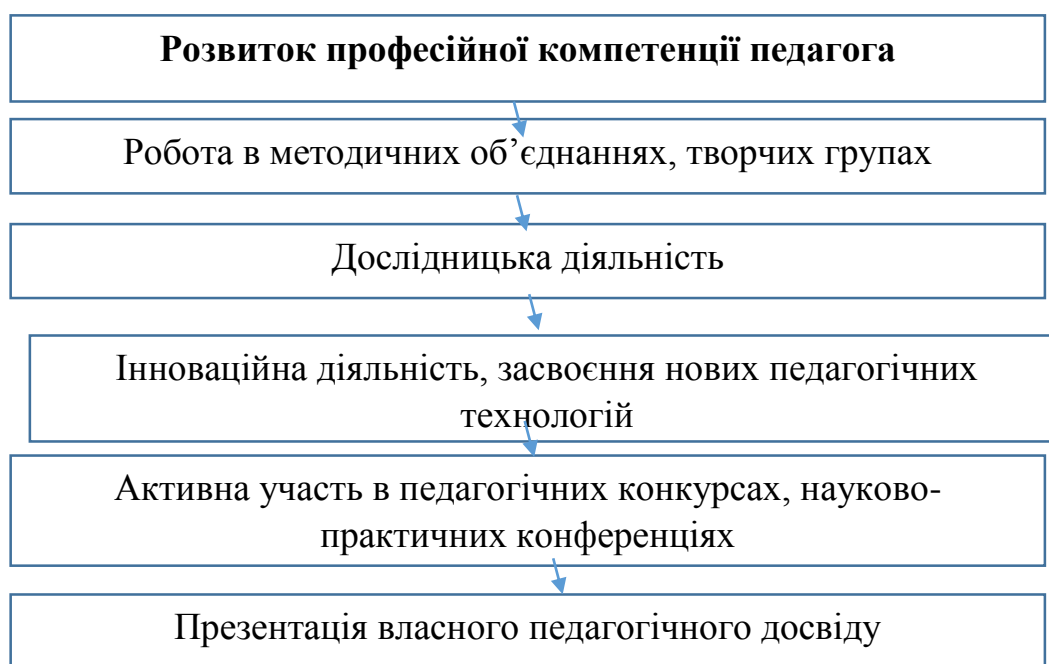 Розвиток професійної компетенції педагога
Робота в методичних об’єднаннях, творчих групах
Дослідницька діяльність
Інноваційна діяльність, засвоєння нових педагогічних
технологій
Активна участь в педагогічних конкурсах, науково-
практичних конференціях
Презентація власного педагогічного досвіду